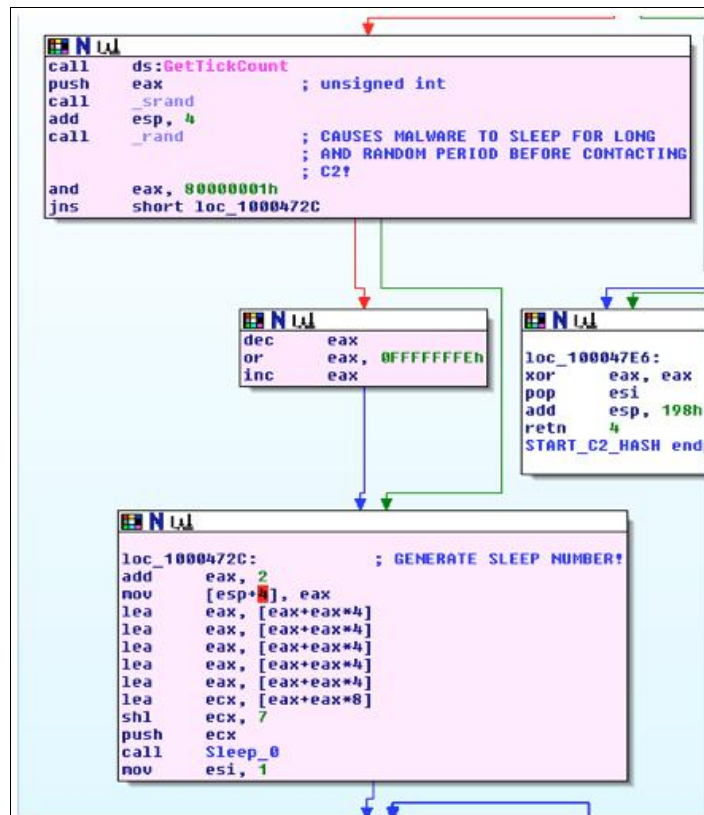 call ds:GetTickCount
push eax ; unsigned int
call _srand
add esp, 4
call _rand ; CAUSES MALWARE TO SLEEP FOR LONG
; AND RANDOM PERIOD BEFORE CONTACTING
; C2!
and eax, 80000001h
jns short loc_1000472C
dec eax
or eax, 0FFFFFFFEh
inc eax
loc_100047E6:
xor eax, eax
pop esi
add esp, 198h
retn 4
START_C2_HASH end
loc_1000472C: ; GENERATE SLEEP NUMBER!
add eax, 2
mov [esp+4], eax
lea eax, [eax+eax*4]
lea eax, [eax+eax*4]
lea eax, [eax+eax*4]
lea eax, [eax+eax*4]
lea eax, [eax+eax*4]
lea ecx, [eax+eax*8]
shl ecx, 7
push ecx
call Sleep_0
mov esi, 1